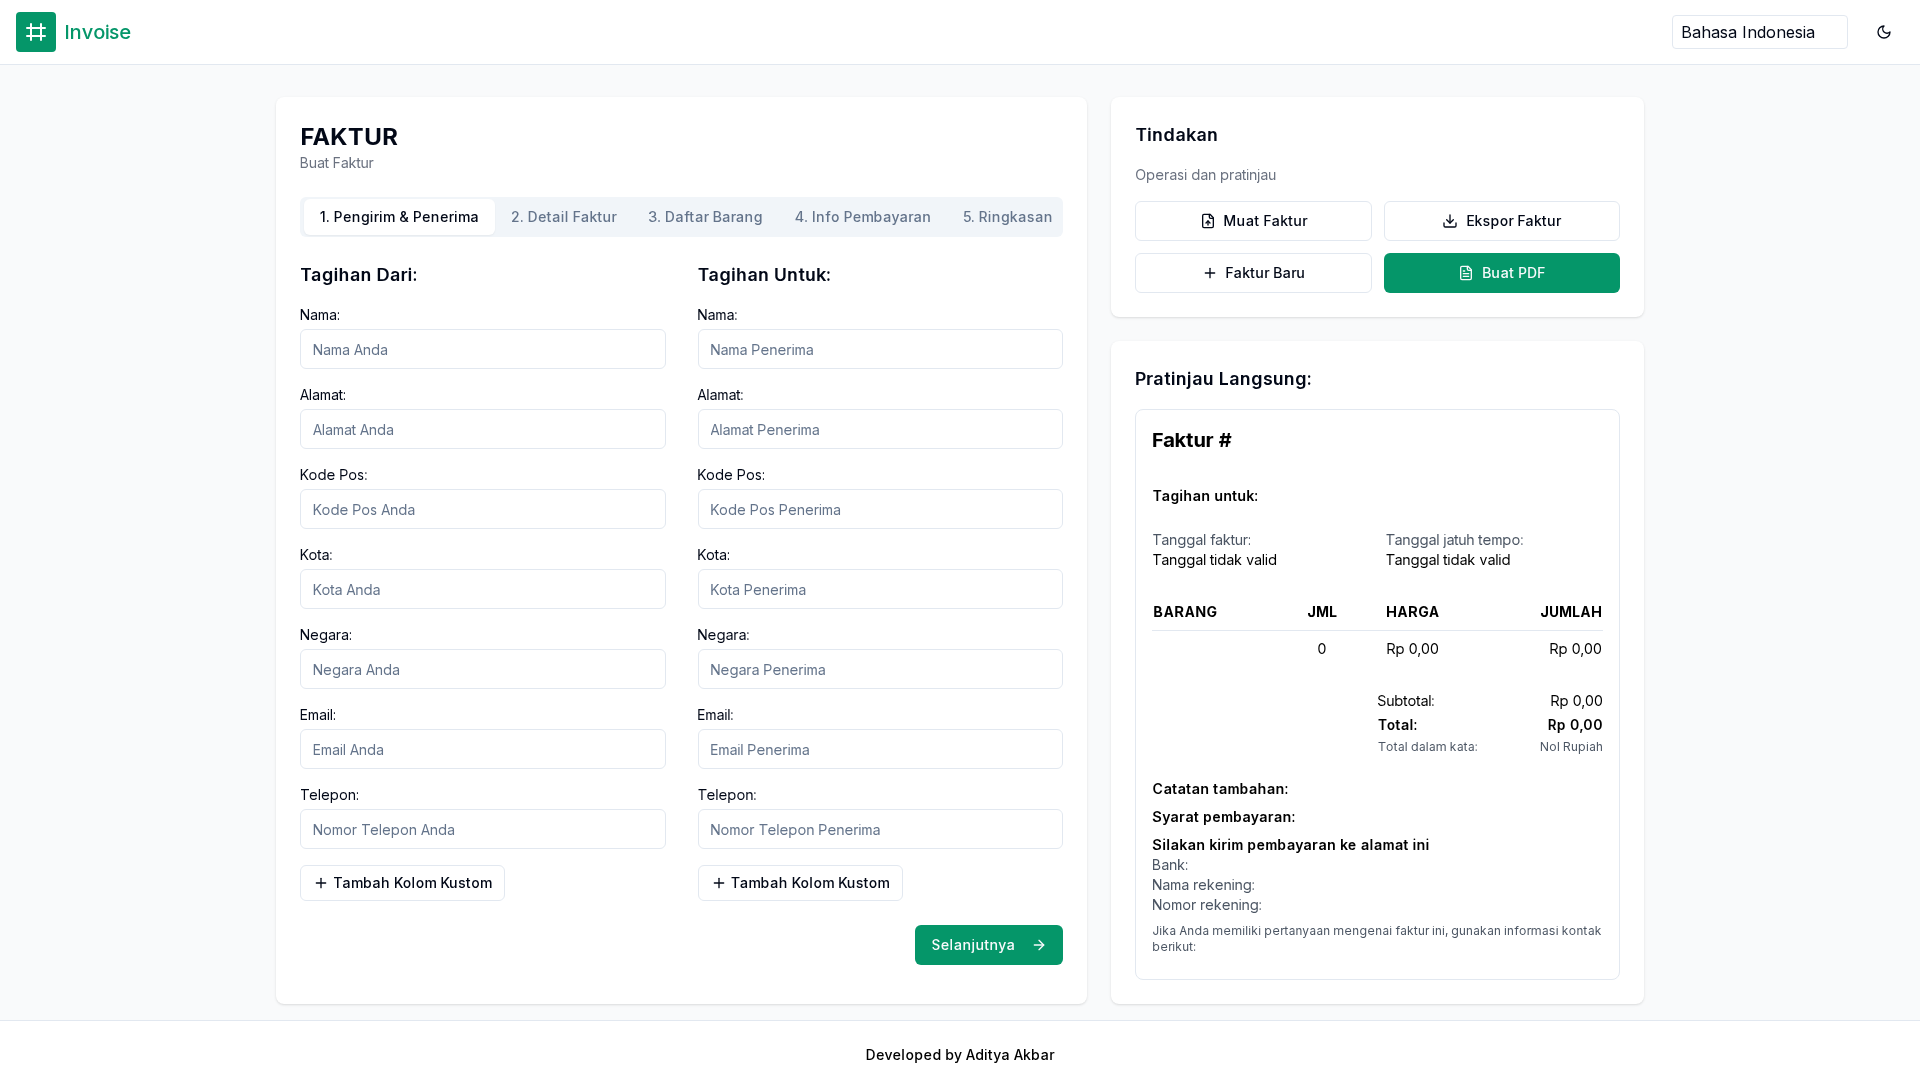 Invoise
Bahasa Indonesia
FAKTUR
Buat Faktur
1. Pengirim & Penerima
2. Detail Faktur
3. Daftar Barang
4. Info Pembayaran
5. Ringkasan
Tagihan Dari:
Nama:
Nama Anda
Alamat:
Alamat Anda
Kode Pos:
Kode Pos Anda
Kota:
Kota Anda
Negara:
Negara Anda
Email:
Email Anda
Telepon:
Nomor Telepon Anda
Tambah Kolom Kustom
Tagihan Untuk:
Nama:
Nama Penerima
Alamat:
Alamat Penerima
Kode Pos:
Kode Pos Penerima
Kota:
Kota Penerima
Negara:
Negara Penerima
Email:
Email Penerima
Telepon:
Nomor Telepon Penerima
Tambah Kolom Kustom
Selanjutnya
Tindakan
Operasi dan pratinjau
Muat Faktur
Ekspor Faktur
Faktur Baru
Buat PDF
Pratinjau Langsung:
Faktur #
Tagihan untuk:
Tanggal faktur:
Tanggal tidak valid
Tanggal jatuh tempo:
Tanggal tidak valid
BARANG JML HARGA JUMLAH
0 Rp 0,00 Rp 0,00
Subtotal: Rp 0,00
Total: Rp 0,00
Total dalam kata: Nol Rupiah
Catatan tambahan:
Syarat pembayaran:
Silakan kirim pembayaran ke alamat ini
Bank:
Nama rekening:
Nomor rekening:
Jika Anda memiliki pertanyaan mengenai faktur ini, gunakan informasi kontak
berikut:
Developed by Aditya Akbar